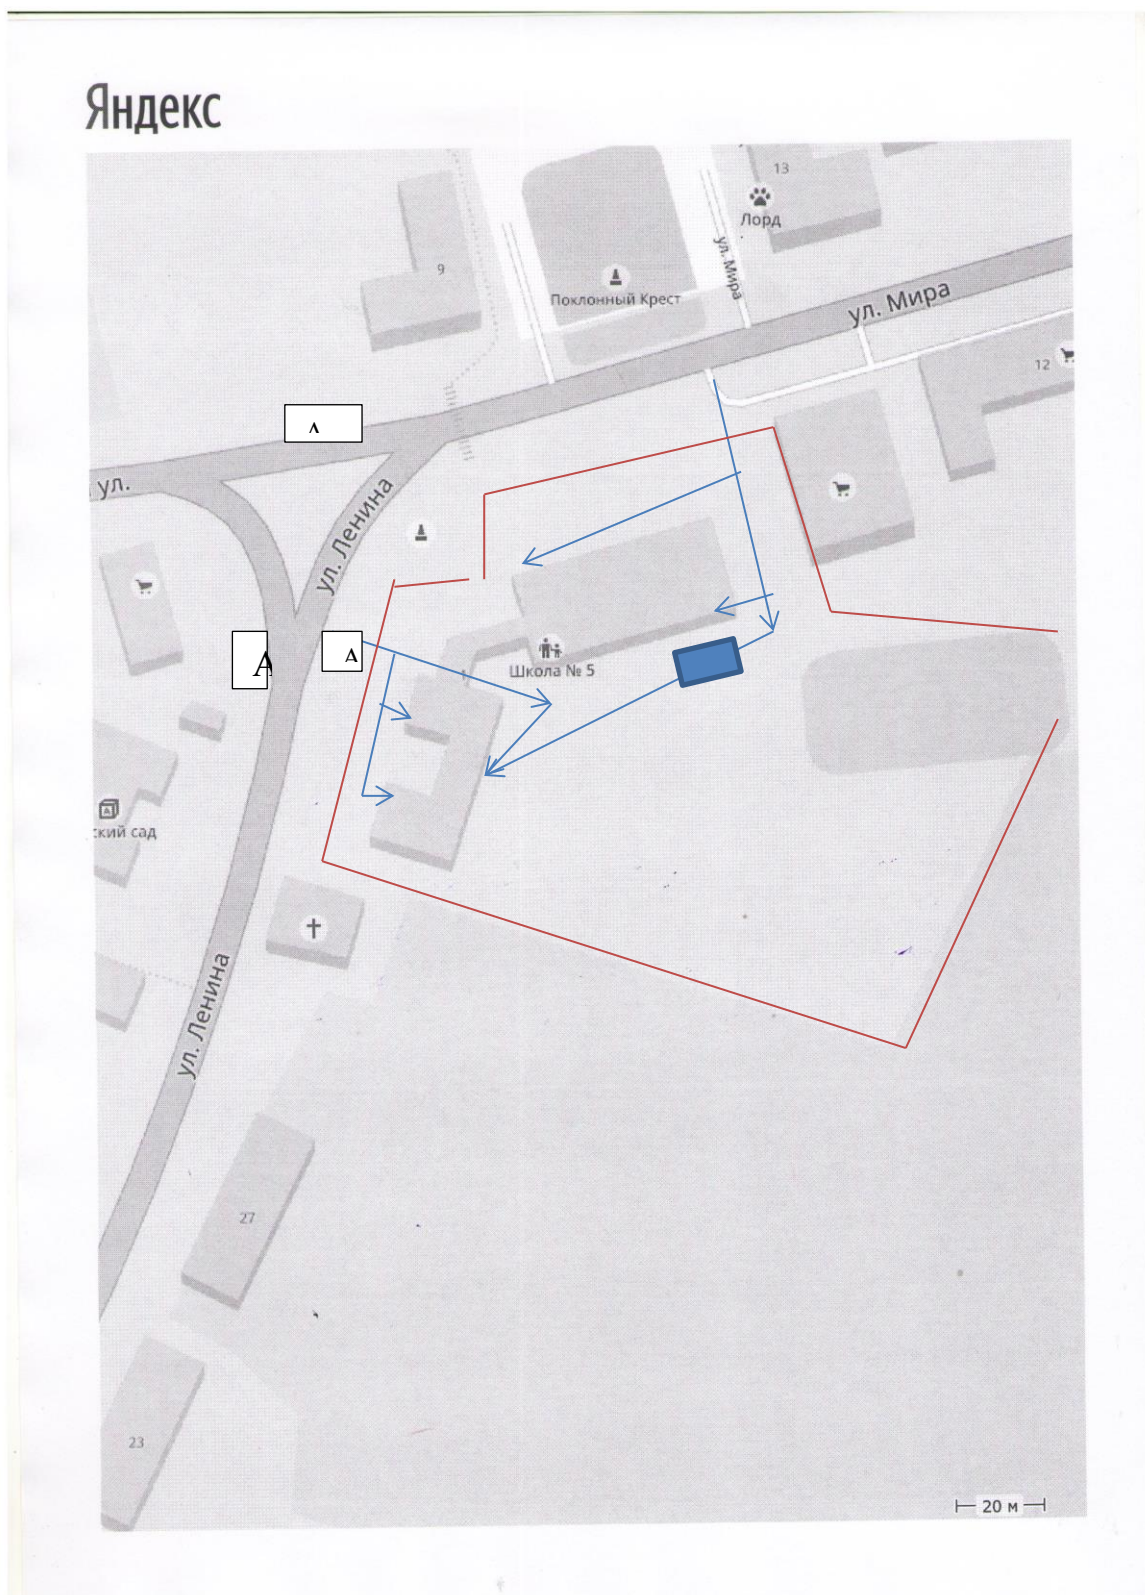 Яндекс
13
Лорд
9
ул. Мира
Поклонный Крест
ул. Мира
12
А
ул.
ул. Ленина
А
А
Школа № 5
ский сад
ул. Ленина
27
23
20 м